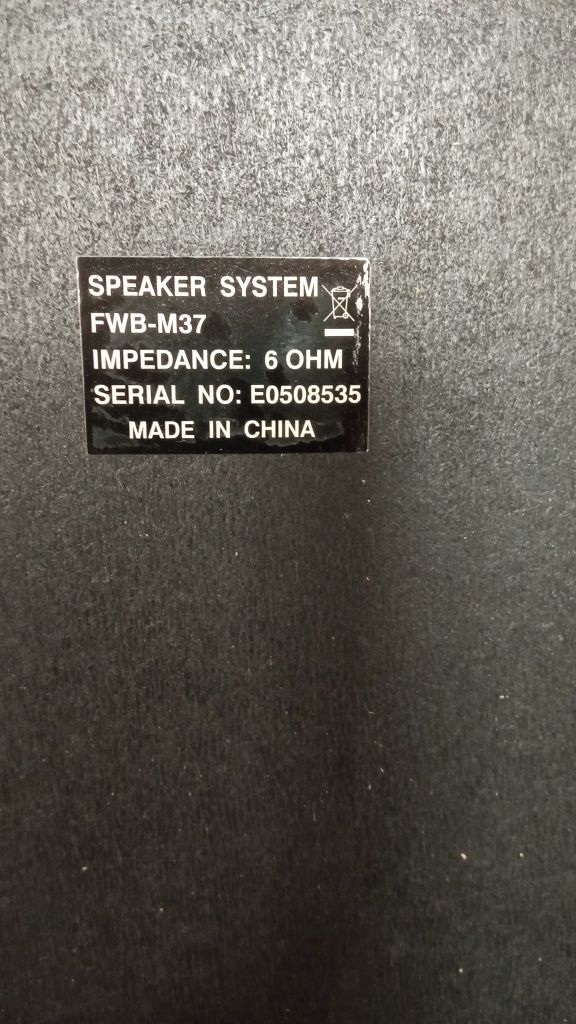 SPEAKER SYSTEM
FWB-M37
IMPEDANCE: 6 OHM
SERIAL NO: E0508535
MADE IN CHINA